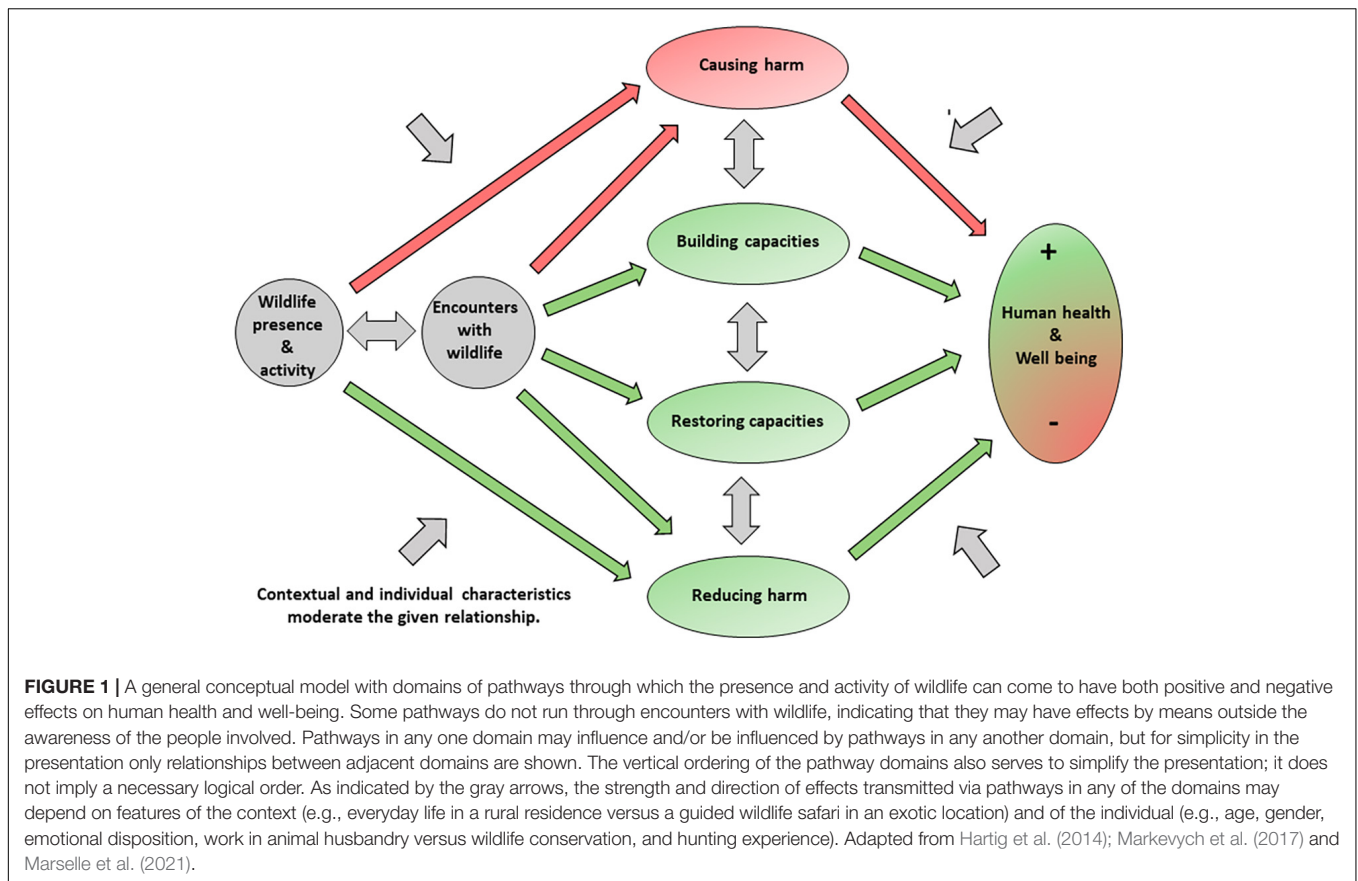 Causing harm
Building capacities
Wildlife
presence
&
activity
Encounters
with
wildlife
+
Human health
&
Well being
-
Restoring capacities
Reducing harm
Contextual and individual characteristics
moderate the given relationship.
FIGURE 1 | A general conceptual model with domains of pathways through which the presence and activity of wildlife can come to have both positive and negative
effects on human health and well-being. Some pathways do not run through encounters with wildlife, indicating that they may have effects by means outside the
awareness of the people involved. Pathways in any one domain may influence and/or be influenced by pathways in any another domain, but for simplicity in the
presentation only relationships between adjacent domains are shown. The vertical ordering of the pathway domains also serves to simplify the presentation; it does
not imply a necessary logical order. As indicated by the gray arrows, the strength and direction of effects transmitted via pathways in any of the domains may
depend on features of the context (e.g., everyday life in a rural residence versus a guided wildlife safari in an exotic location) and of the individual (e.g., age, gender,
emotional disposition, work in animal husbandry versus wildlife conservation, and hunting experience). Adapted from Hartig et al. (2014); Markevych et al. (2017) and
Marselle et al. (2021).